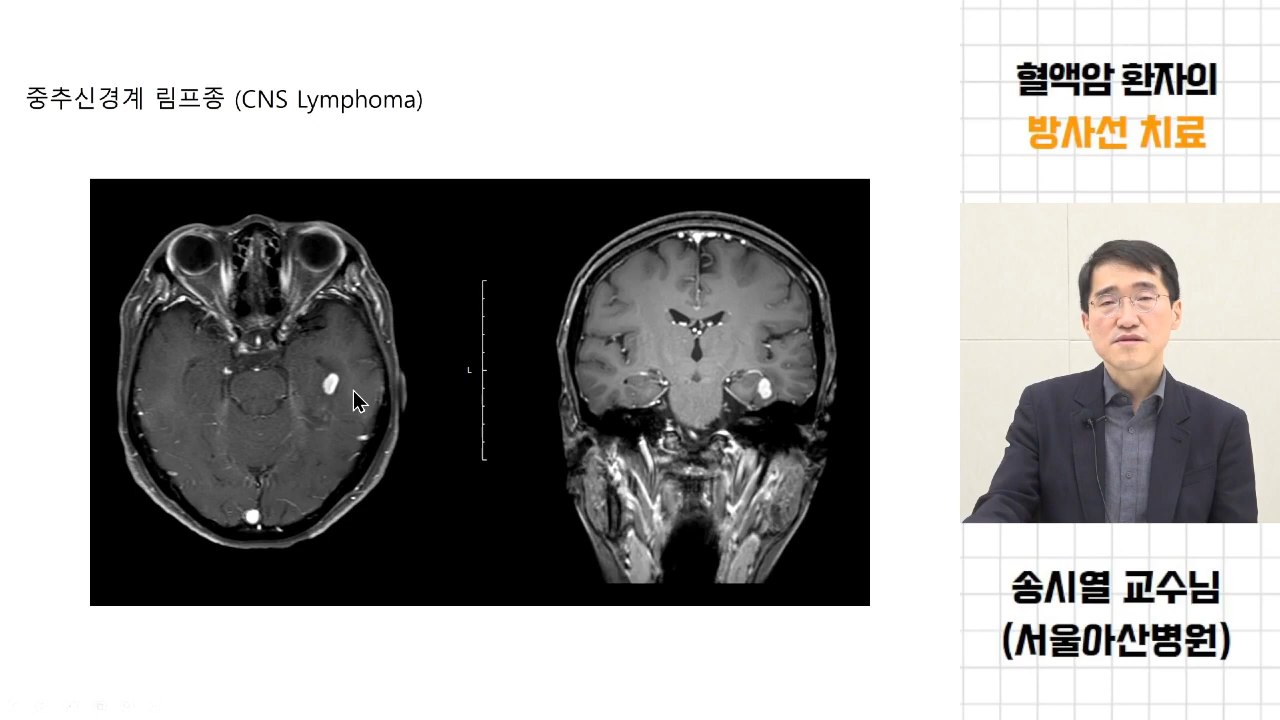 중추신경계 림프종 (CNS Lymphoma)
L
혈액암 환자의
방사선 치료
송시열 교수님
(서울아산병원)